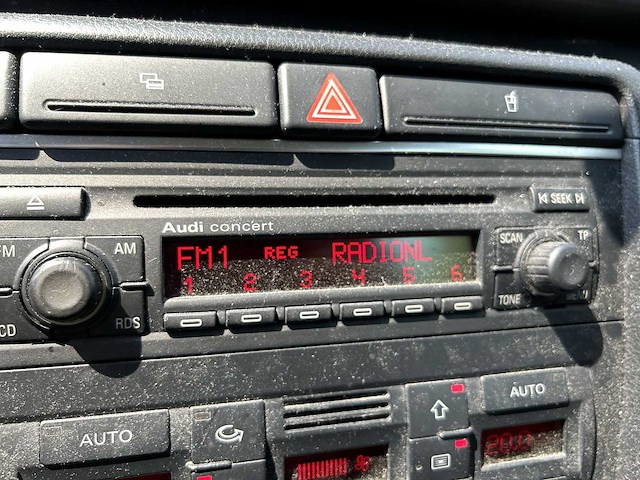 SEEK
Audi concert
FM AM
FM1 REG RADIONL
SCAN TP
1 2 3 4 5 6
CD RDS
TONE
AUTO
AUTO